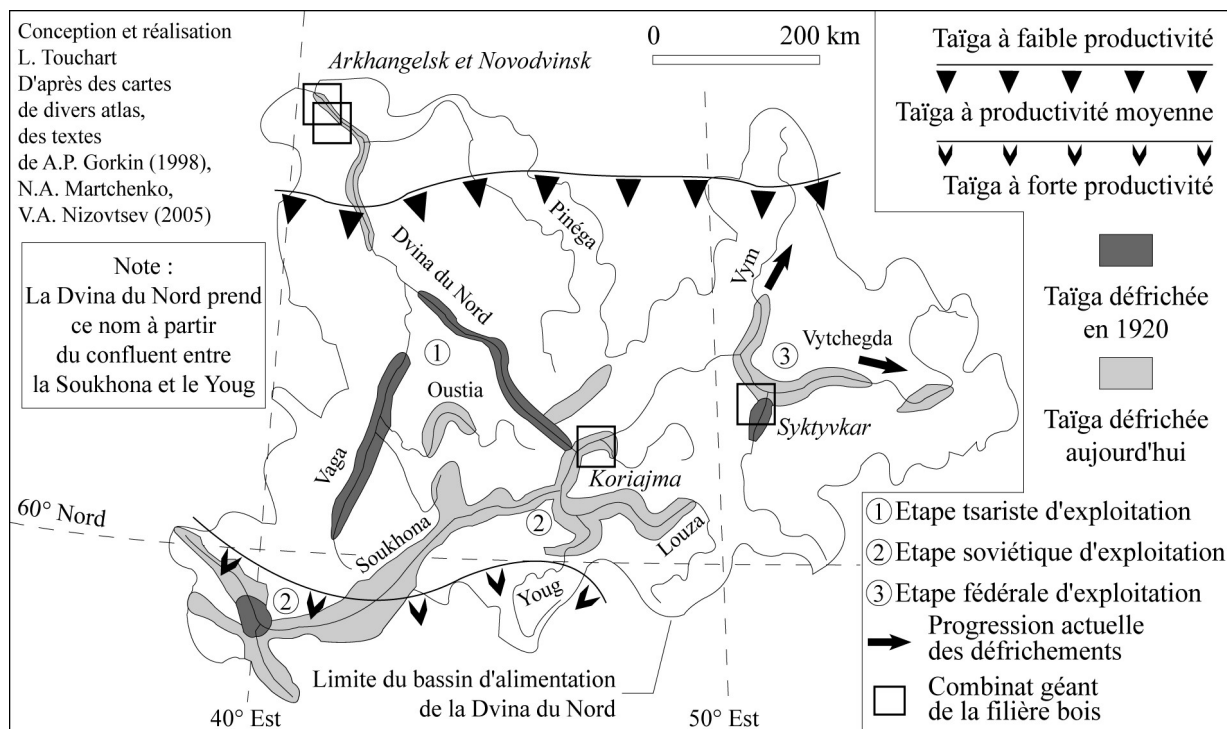 Conception et réalisation
L. Touchart
D'après des cartes
de divers atlas,
des textes
de A.P. Gorkin (1998),
N.A. Martchenko,
V.A. Nizovtsev (2005)
Note :
La Dvina du Nord prend
ce nom à partir
du confluent entre
la Soukhona et le Youg
0 200 km
Arkhangelsk et Novodvinsk
Pinéga
Dvina du Nord
Vym
Vytchegda
1
3
Oustia
Vaga
Syktyvkar
Koriajma
60° Nord
Soukhona
2
Louza
2
Youg
Limite du bassin d'alimentation
de la Dvina du Nord
40° Est
50° Est
Taïga à faible productivité
Taïga à productivité moyenne
Taïga à forte productivité
Taïga défrichée
en 1920
Taïga défrichée
aujourd'hui
1 Etape tsariste d'exploitation
2 Etape soviétique d'exploitation
3 Etape fédérale d'exploitation
Progression actuelle
des défrichements
Combinat géant
de la filière bois